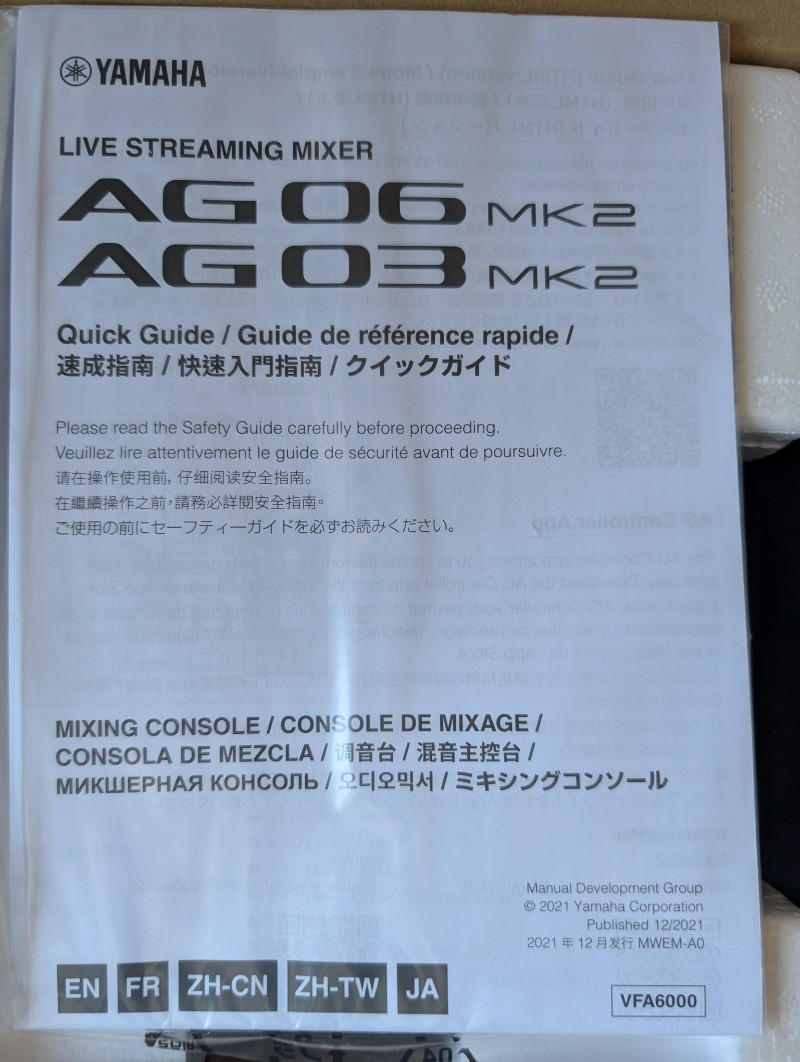 YAMAHA
LIVE STREAMING MIXER
AG06 MK2
AG03 MK2
Quick Guide / Guide de référence rapide /
速成指南 / 快速入門指南 / クイックガイド
Please read the Safety Guide carefully before proceeding.
Veuillez lire attentivement le guide de sécurité avant de poursuivre.
请在操作使用前，仔细阅读安全指南。
在繼續操作之前，請務必詳閱安全指南。
ご使用の前にセーフティーガイドを必ずお読みください。
MIXING CONSOLE / CONSOLE DE MIXAGE /
CONSOLA DE MEZCLA / 调音台 / 混音主控台 /
МИКШЕРНАЯ КОНСОЛЬ / 오디오믹서 / ミキシングコンソール
Manual Development Group
© 2021 Yamaha Corporation
Published 12/2021
2021 年 12 月发行 MWEM-A0
EN FR ZH-CN ZH-TW JA
VFA6000